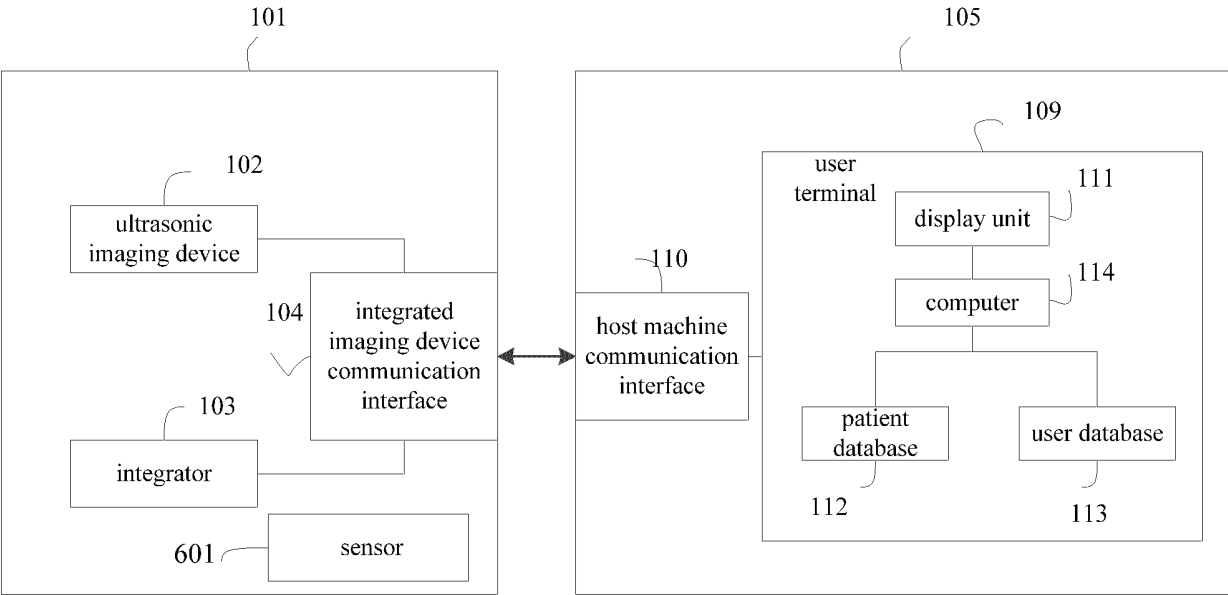 101
105
109
102
user
terminal
111
ultrasonic
imaging device
display unit
110
114
104
integrated
imaging device
communication
interface
host machine
communication
interface
computer
103
patient
database
user database
integrator
112
113
601
sensor